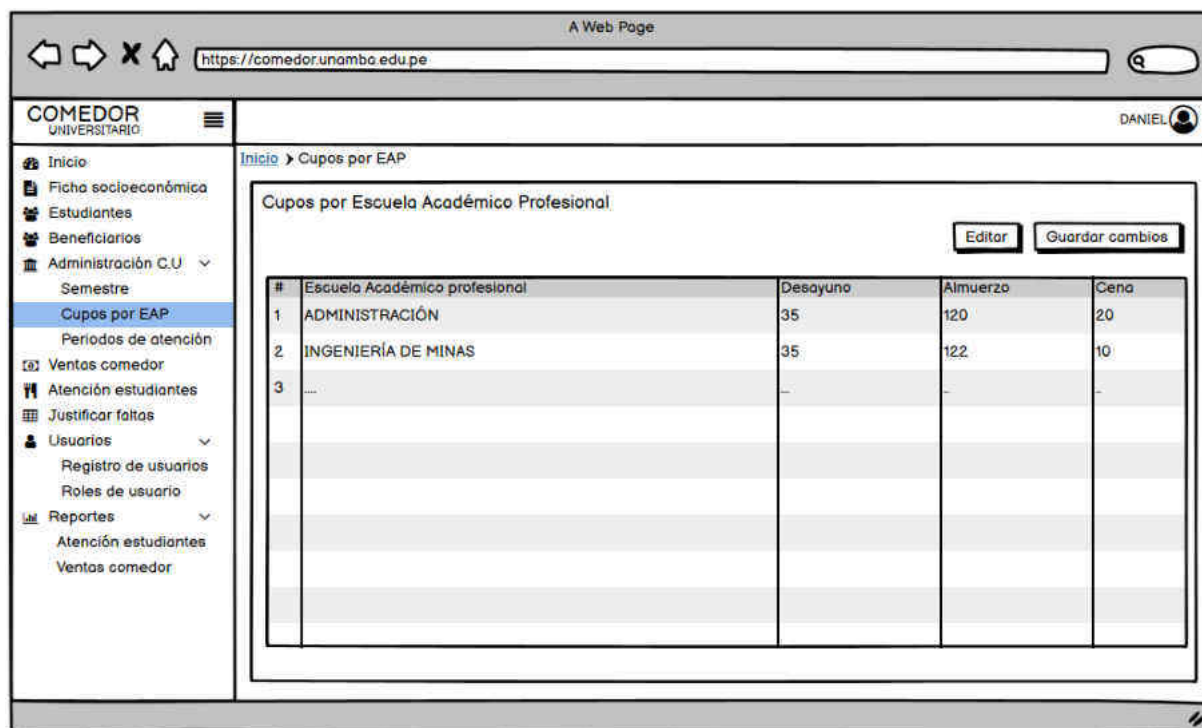 A Web Page
https://comedor.unamba.edu.pe
COMEDOR
UNIVERSITARIO
DANIEL
Inicio
Ficha socioeconómica
Estudiantes
Beneficiarios
Administración C.U
Semestre
Cupos por EAP
Periodos de atención
Ventas comedor
Atención estudiantes
Justificar faltas
Usuarios
Registro de usuarios
Roles de usuario
Reportes
Atención estudiantes
Ventas comedor
Inicio > Cupos por EAP
Cupos por Escuela Académico Profesional
Editar Guardar cambios
# Escuela Académico profesional Desayuno Almuerzo Cena
1 ADMINISTRACIÓN 35 120 20
2 INGENIERÍA DE MINAS 35 122 10
3 .... .. .. ..